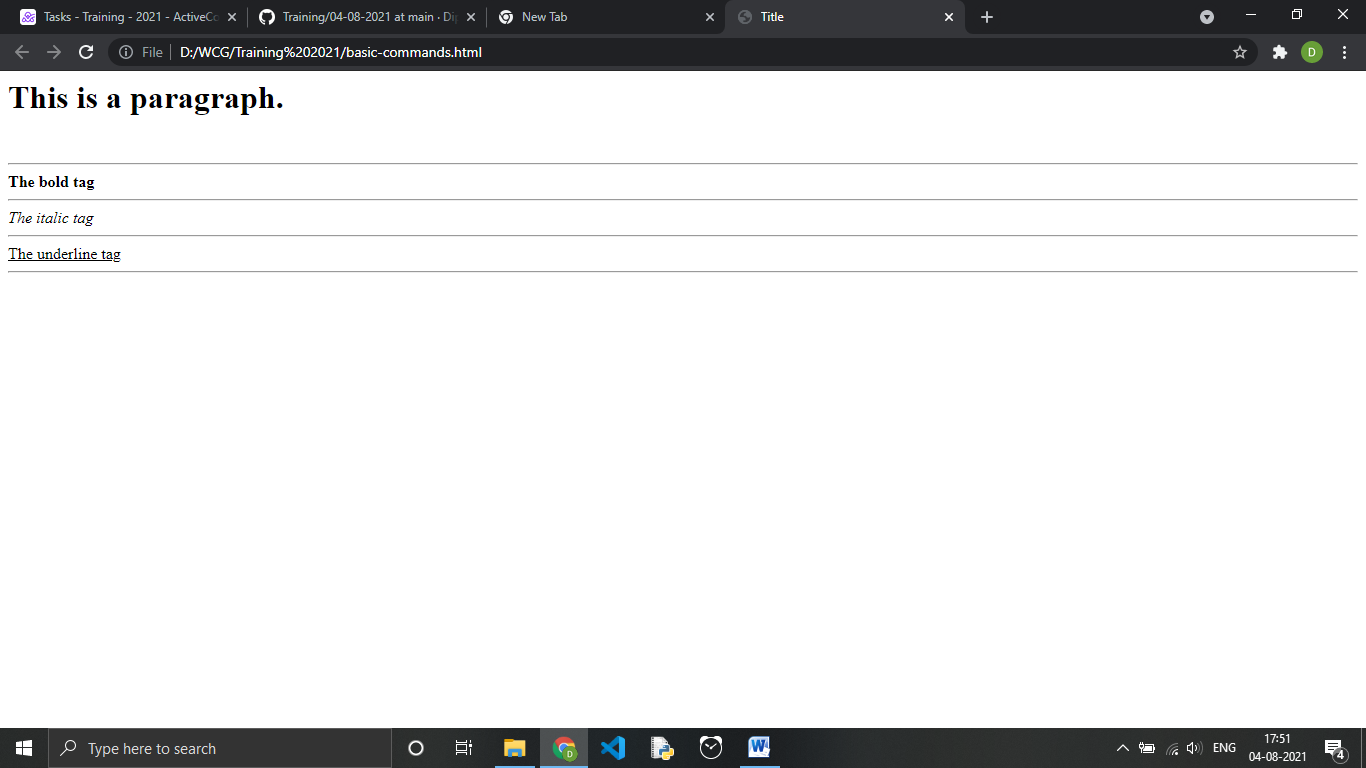 Tasks - Training - 2021 - ActiveCo
Training/04-08-2021 at main · Di
New Tab
Title
File
D:/WCG/Training%202021/basic-commands.html
D
This is a paragraph.
The bold tag
The italic tag
The underline tag
Type here to search
D
W
ENG
17:51
04-08-2021
4